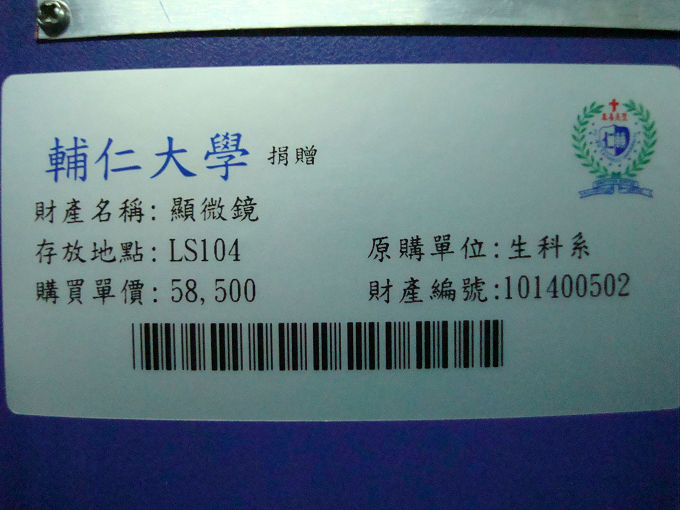 輔仁大學 捐贈
財產名稱: 顯微鏡
存放地點: LS104 原購單位: 生科系
購買單價: 58,500 財產編號:101400502